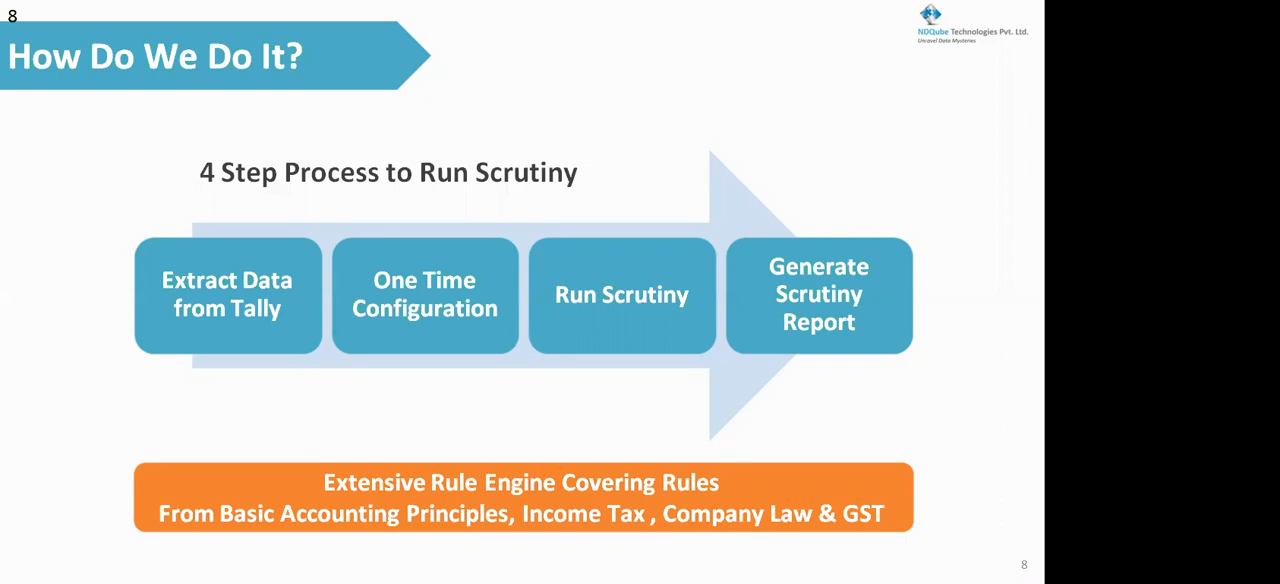 8
How Do We Do It?
NDQube Technologies Pvt. Ltd.
Unravel Data Mysteries
4 Step Process to Run Scrutiny
Extract Data
from Tally
One Time
Configuration
Run Scrutiny
Generate
Scrutiny
Report
Extensive Rule Engine Covering Rules
From Basic Accounting Principles, Income Tax , Company Law & GST
8